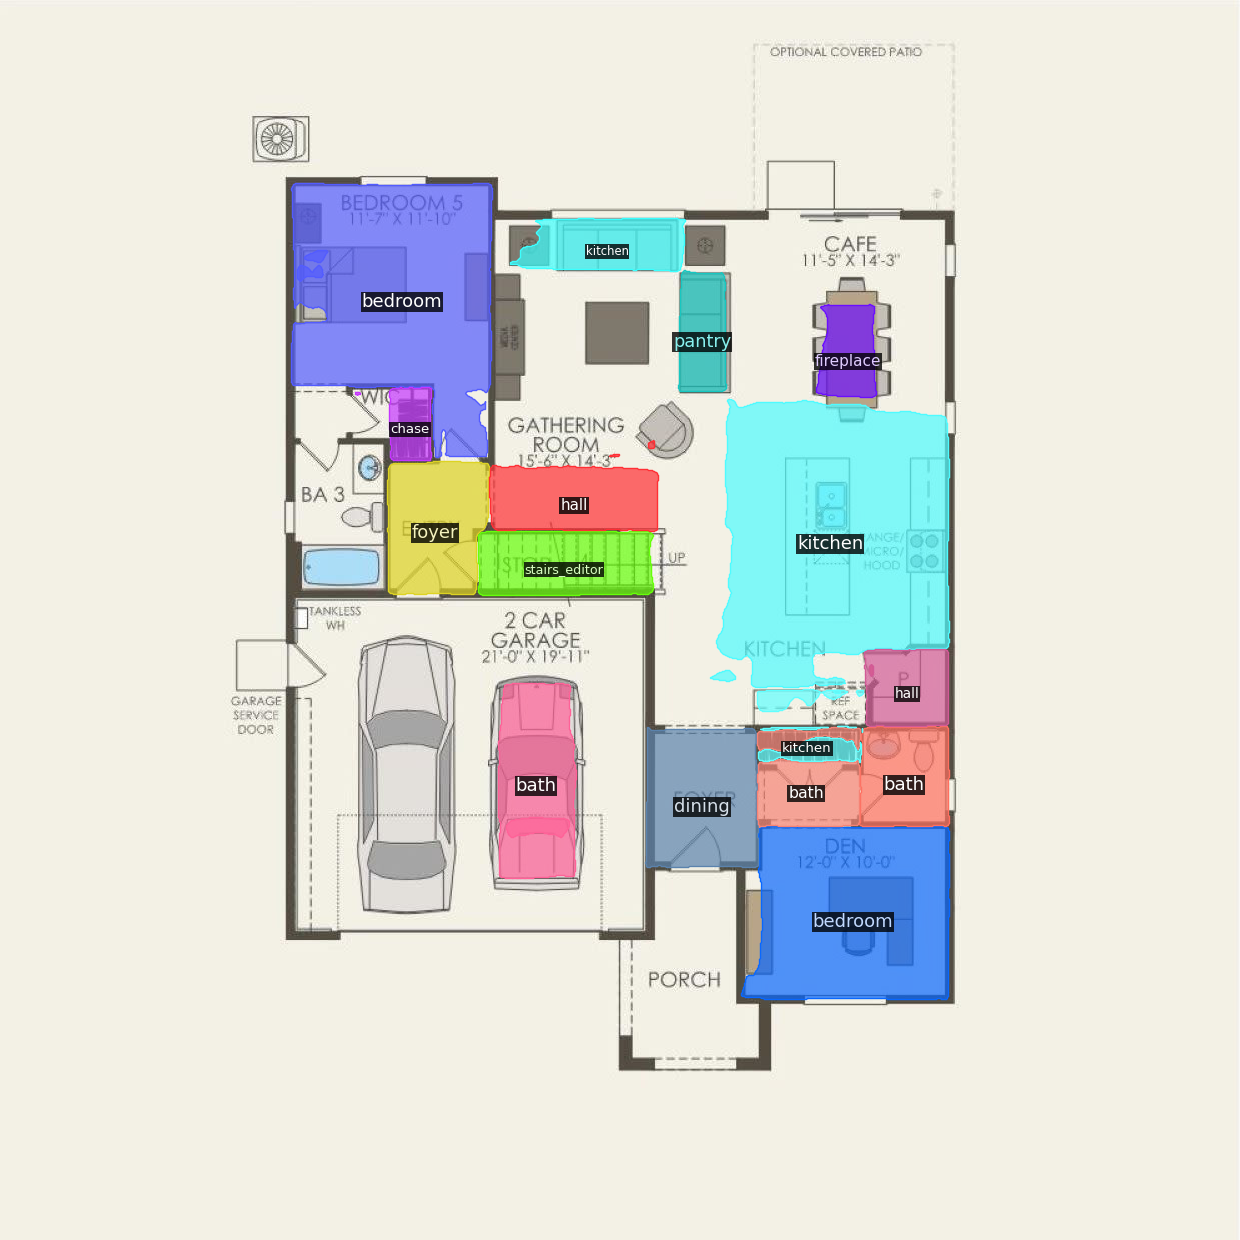 OPTIONAL COVERED PATIO
BEDROOM 5
11'-7" X 11'-10"
CAFE
11'-5" X 14'-3"
kitchen
bedroom
MEDIA
CENTER
pantry
fireplace
WIC
chase
GATHERING
ROOM
15'-6" X 14'-3"
BA 3
hall
foyer
kitchen
RANGE/
MICRO/
HOOD
UP
stairs_editor
TANKLESS
WH
2 CAR
GARAGE
21'-0" X 19'-11"
KITCHEN
P
hall
GARAGE
SERVICE
DOOR
REF
SPACE
kitchen
bath
bath
bath
FOYER
dining
DEN
12'-0" X 10'-0"
bedroom
PORCH